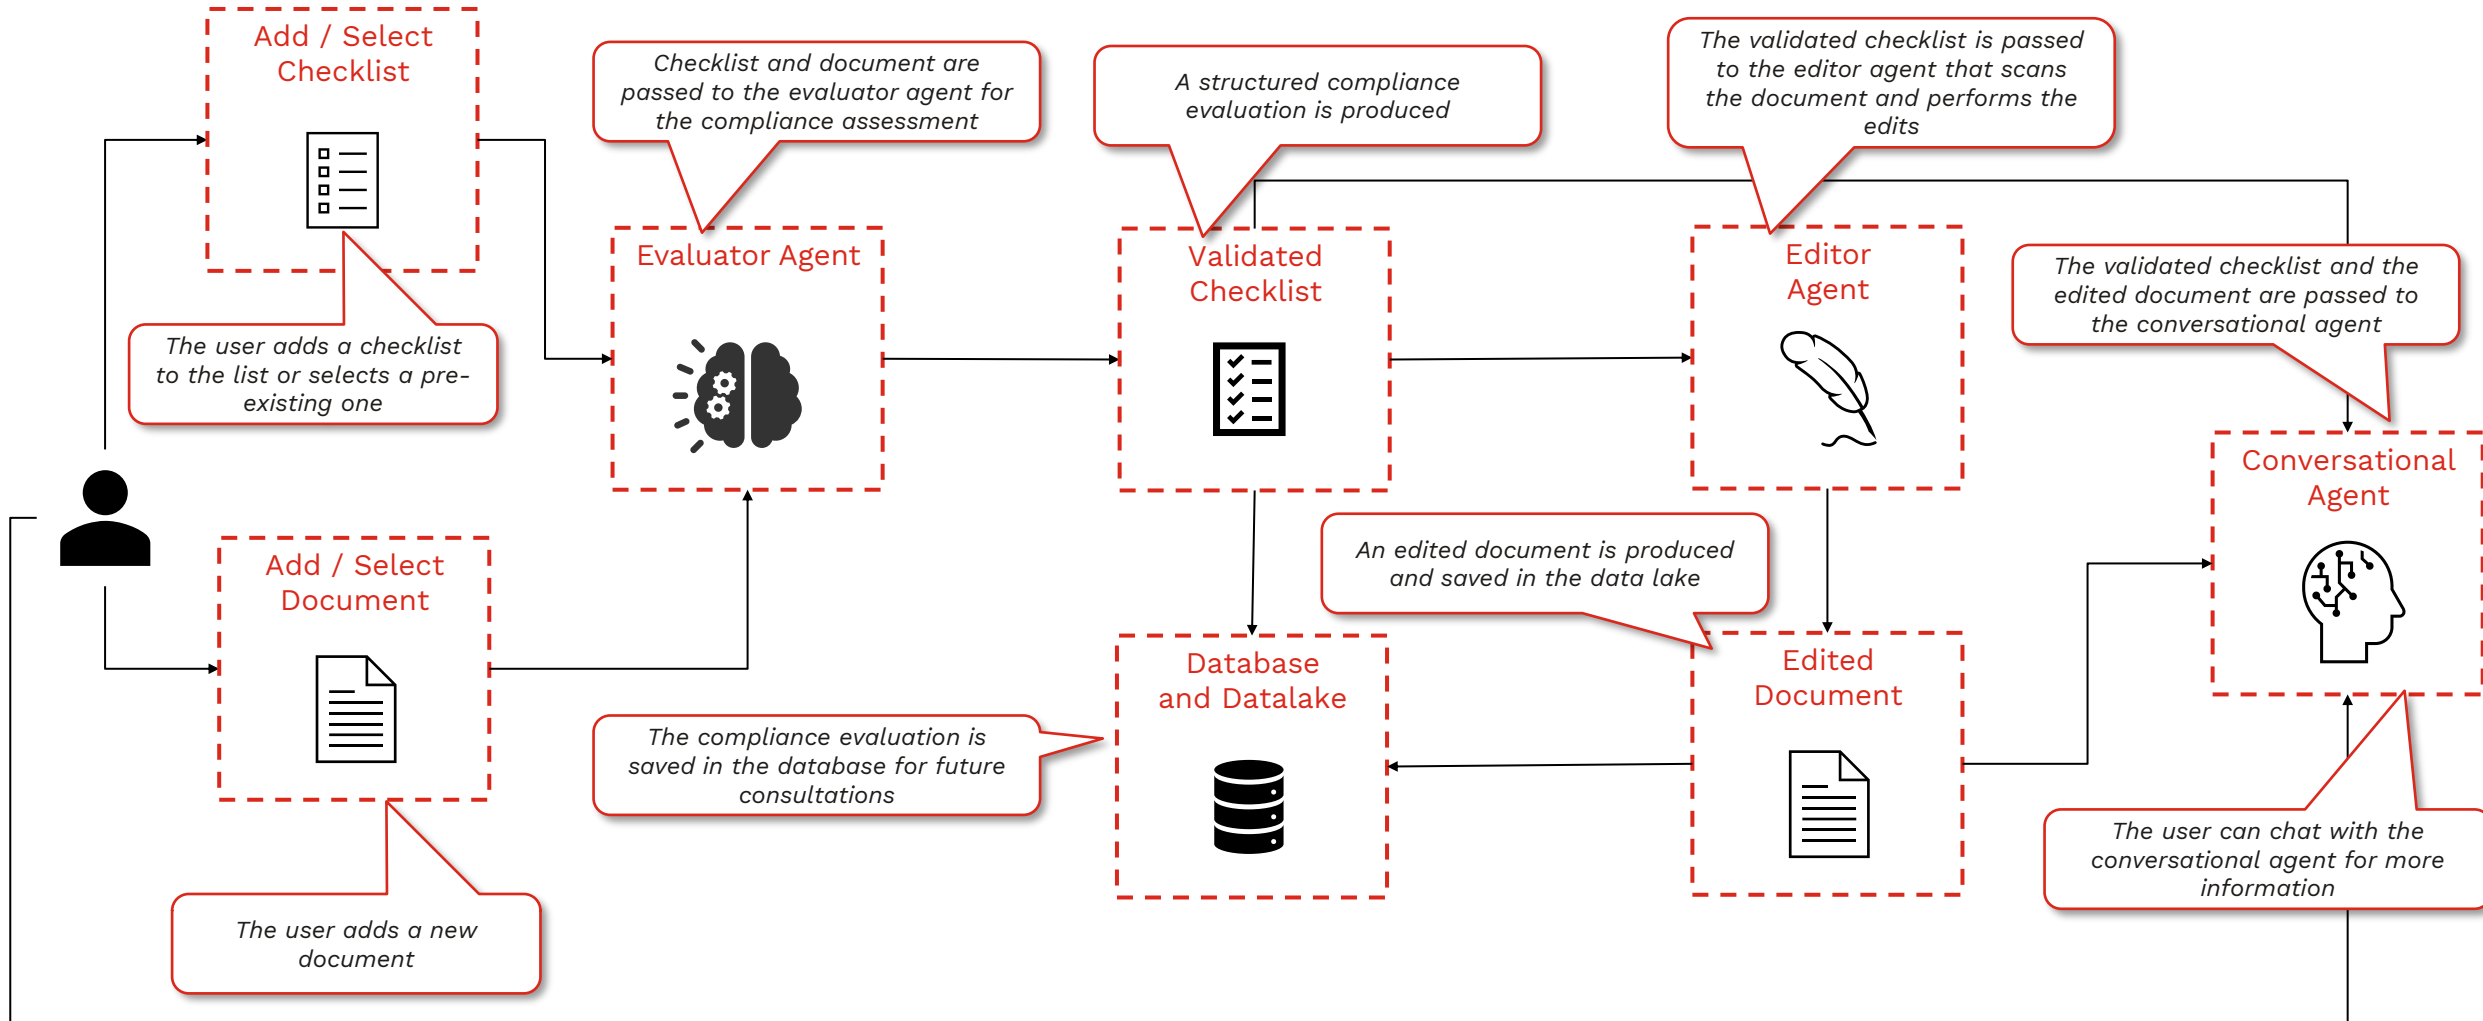 Add / Select
Checklist
The user adds a checklist
to the list or selects a pre-
existing one
Add / Select
Document
The user adds a new
document
Checklist and document are
passed to the evaluator agent for
the compliance assessment
Evaluator Agent
A structured compliance
evaluation is produced
Validated
Checklist
The validated checklist is passed
to the editor agent that scans
the document and performs the
edits
Editor
Agent
The validated checklist and the
edited document are passed to
the conversational agent
Conversational
Agent
An edited document is produced
and saved in the data lake
Database
and Datalake
The compliance evaluation is
saved in the database for future
consultations
Edited
Document
The user can chat with the
conversational agent for more
information